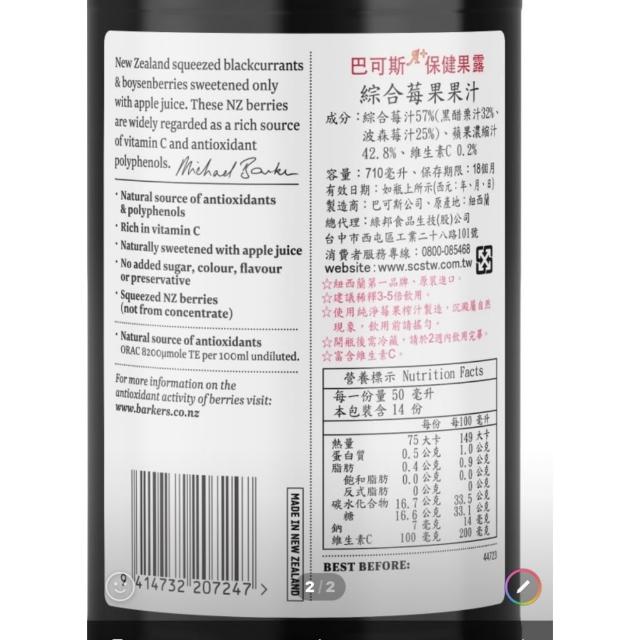 New Zealand squeezed blackcurrants
& boysenberries sweetened only
with apple juice. These NZ berries
are widely regarded as a rich source
of vitamin C and antioxidant
polyphenols. Michael Barker
· Natural source of antioxidants
& polyphenols
· Rich in vitamin C
· Naturally sweetened with apple juice
· No added sugar, colour, flavour
or preservative
· Squeezed NZ berries
(not from concentrate)
· Natural source of antioxidants
ORAC 8200µmole TE per 100ml undiluted.
For more information on the
antioxidant activity of berries visit:
www.barkers.co.nz
9 414732 207247 >
MADE IN NEW ZEALAND
巴可斯A+保健果露
綜合莓果果汁
成分：綜合莓汁57%(黑醋栗汁32%、
波森莓汁25%)、蘋果濃縮汁
42.8%、維生素C 0.2%
容量：710毫升、保存期限：18個月
有效日期：如瓶上所示(西元：年、月、日)
製造商：巴可斯公司、原產地：紐西蘭
總代理：綠邦食品生技(股)公司
台中市西屯區工業二十八路101號
消費者服務專線：0800-085468
website:www.scstw.com.tw
☆紐西蘭第一品牌，原裝進口。
☆建議稀釋3-5倍飲用。
☆使用純淨莓果榨汁製造，沉澱屬自然
現象，飲用前請搖勻。
☆開瓶後需冷藏，請於2週內飲用完畢。
☆富含維生素C。
營養標示 Nutrition Facts
每一份量 50 毫升
本包裝含 14 份
每份 每100 毫升
熱量 75 大卡 149 大卡
蛋白質 0.5 公克 1.0 公克
脂肪 0.4 公克 0.9 公克
飽和脂肪 0.0 公克 0.0 公克
反式脂肪 0 公克 0 公克
碳水化合物 16.7 公克 33.5 公克
糖 16.6 公克 33.1 公克
鈉 7 毫克 14 毫克
維生素C 100 毫克 200 毫克
44723
BEST BEFORE:
2/2